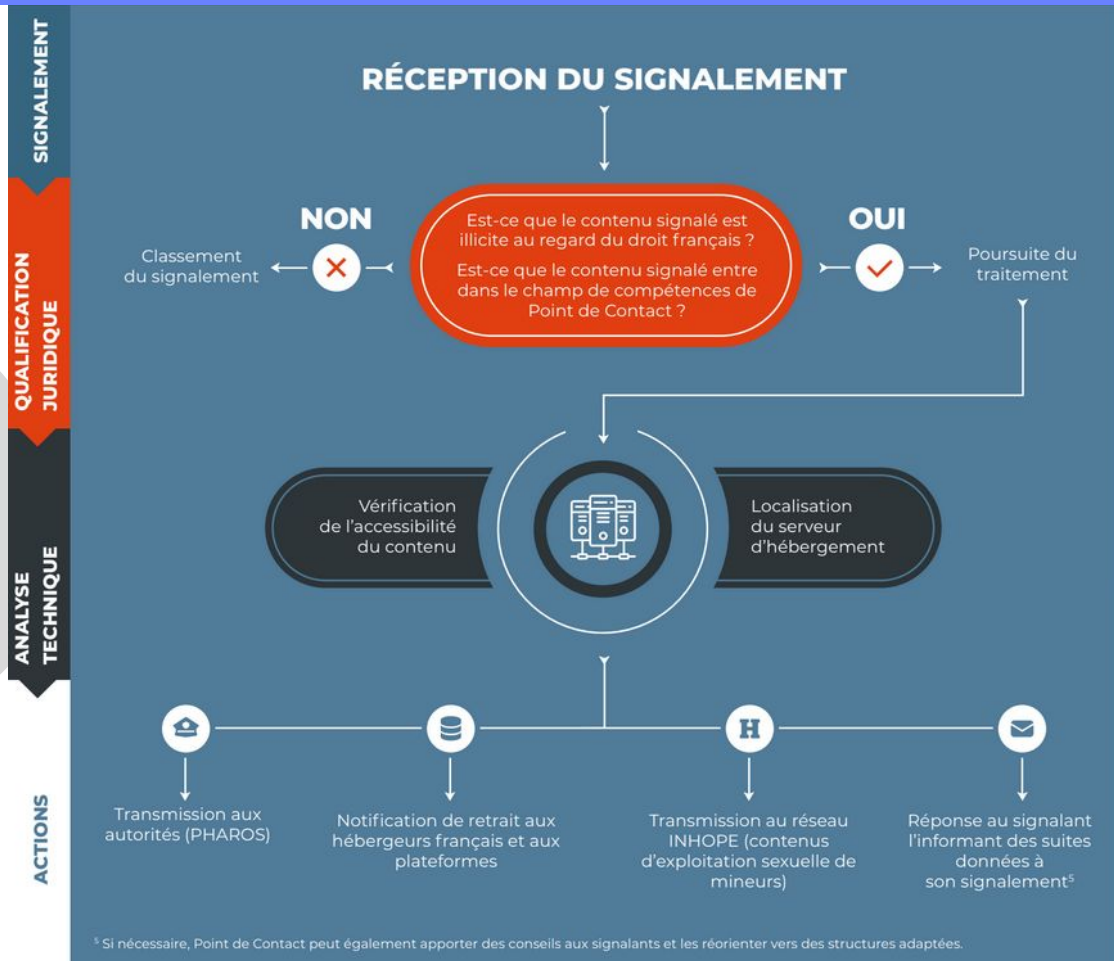 SIGNALEMENT
RÉCEPTION DU SIGNALEMENT
QUALIFICATION
JURIDIQUE
NON
Classement
du signalement
Est-ce que le contenu signalé est
illicite au regard du droit français ?
Est-ce que le contenu signalé entre
dans le champ de compétences de
Point de Contact ?
OUI
Poursuite du
traitement
ANALYSE
TECHNIQUE
Vérification
de l'accessibilité
du contenu
Localisation
du serveur
d'hébergement
ACTIONS
H
Transmission aux
autorités (PHAROS)
Notification de retrait aux
hébergeurs français et aux
plateformes
Transmission au réseau
INHOPE (contenus
d'exploitation sexuelle de
mineurs)
Réponse au signalant
l'informant des suites
données à
son signalement⁵
⁵ Si nécessaire, Point de Contact peut également apporter des conseils aux signalants et les réorienter vers des structures adaptées.